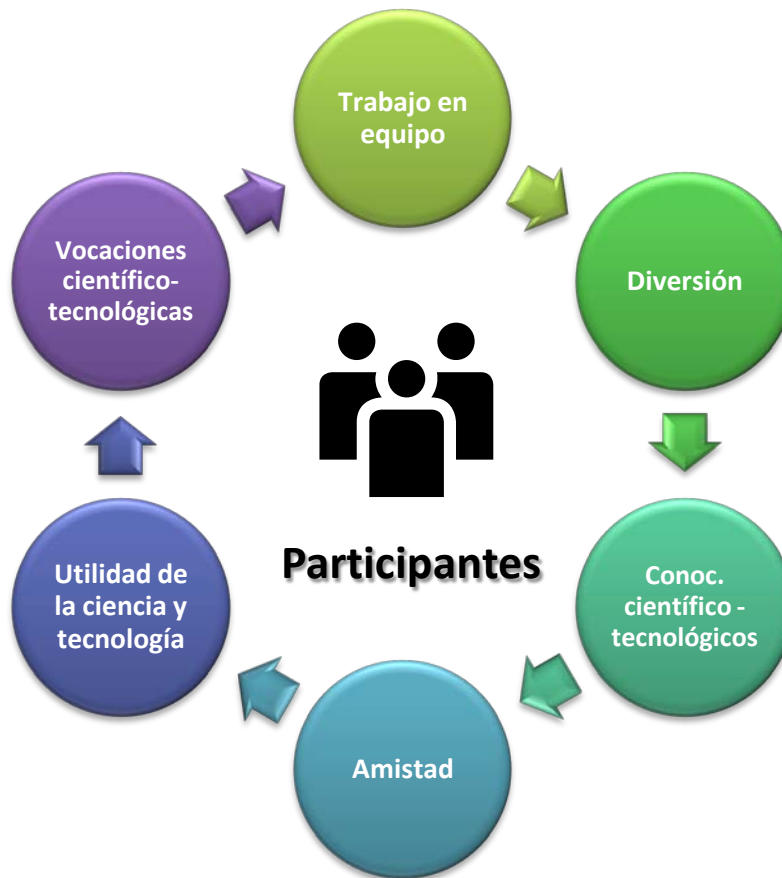 Trabajo en
equipo
Diversión
Conoc.
científico -
tecnológicos
Amistad
Utilidad de
la ciencia y
tecnología
Vocaciones
científico-
tecnológicas
Participantes